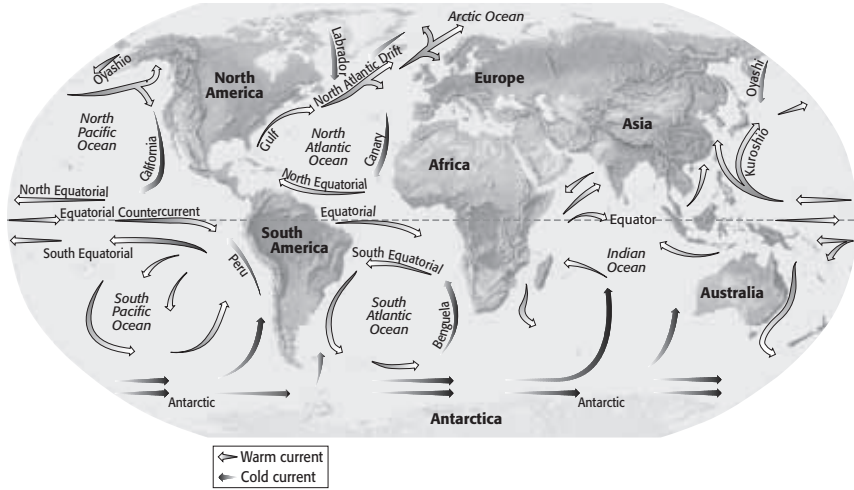 Arctic Ocean
Oyashio
Labrador
North Atlantic Drift
North
America
Europe
Oyashi
Asia
North
Pacific
Ocean
California
Gulf
North
Atlantic
Ocean
Canary
Africa
Kuroshio
North Equatorial
North Equatorial
Equatorial Countercurrent
Equatorial
Equator
South Equatorial
South
America
Peru
South Equatorial
Indian
Ocean
South
Pacific
Ocean
South
Atlantic
Ocean
Benguela
Australia
Antarctic
Antarctic
Antarctica
Warm current
Cold current